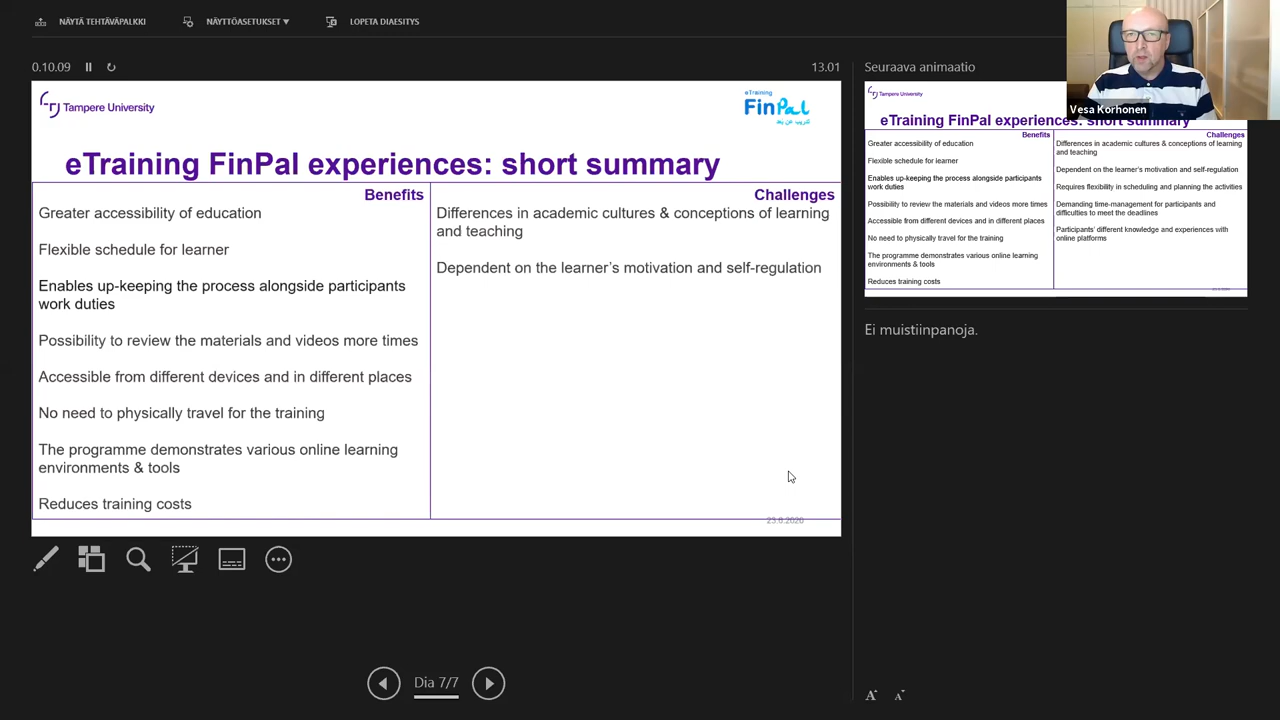 NÄYTÄ TEHTÄVÄPALKKI
NÄYTTÖASETUKSET
LOPETA DIAESITYS
0.10.09
13.01
Tampere University
eTraining
FinPal
تدريب عن بعد
eTraining FinPal experiences: short summary
Benefits
Greater accessibility of education
Flexible schedule for learner
Enables up-keeping the process alongside participants
work duties
Possibility to review the materials and videos more times
Accessible from different devices and in different places
No need to physically travel for the training
The programme demonstrates various online learning
environments & tools
Reduces training costs
Challenges
Differences in academic cultures & conceptions of learning
and teaching
Dependent on the learner's motivation and self-regulation
23.6.2020
Dia 7/7
Seuraava animaatio
Vesa Korhonen
Tampere University
eTraining FinPal experiences: short summary
Benefits
Greater accessibility of education
Flexible schedule for learner
Enables up-keeping the process alongside participants
work duties
Possibility to review the materials and videos more times
Accessible from different devices and in different places
No need to physically travel for the training
The programme demonstrates various online learning
environments & tools
Reduces training costs
Challenges
Differences in academic cultures & conceptions of learning
and teaching
Dependent on the learner's motivation and self-regulation
Requires flexibility in scheduling and planning the activities
Demanding time-management for participants and
difficulties to meet the deadlines
Participants' different knowledge and experiences with
online platforms
Ei muistiinpanoja.
A A